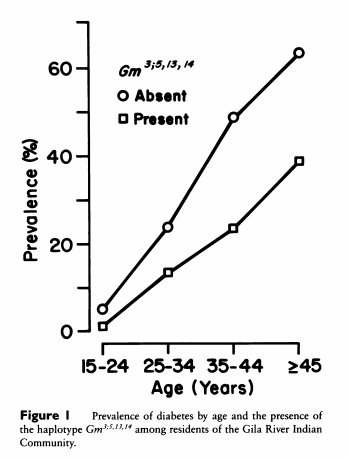 Gm 3;5,13,14
Absent
Present
60
40
20
0
Prevalence (%)
15-24 25-34 35-44 ≥45
Age (Years)
Figure 1 Prevalence of diabetes by age and the presence of
the haplotype Gm3;5,13,14 among residents of the Gila River Indian
Community.